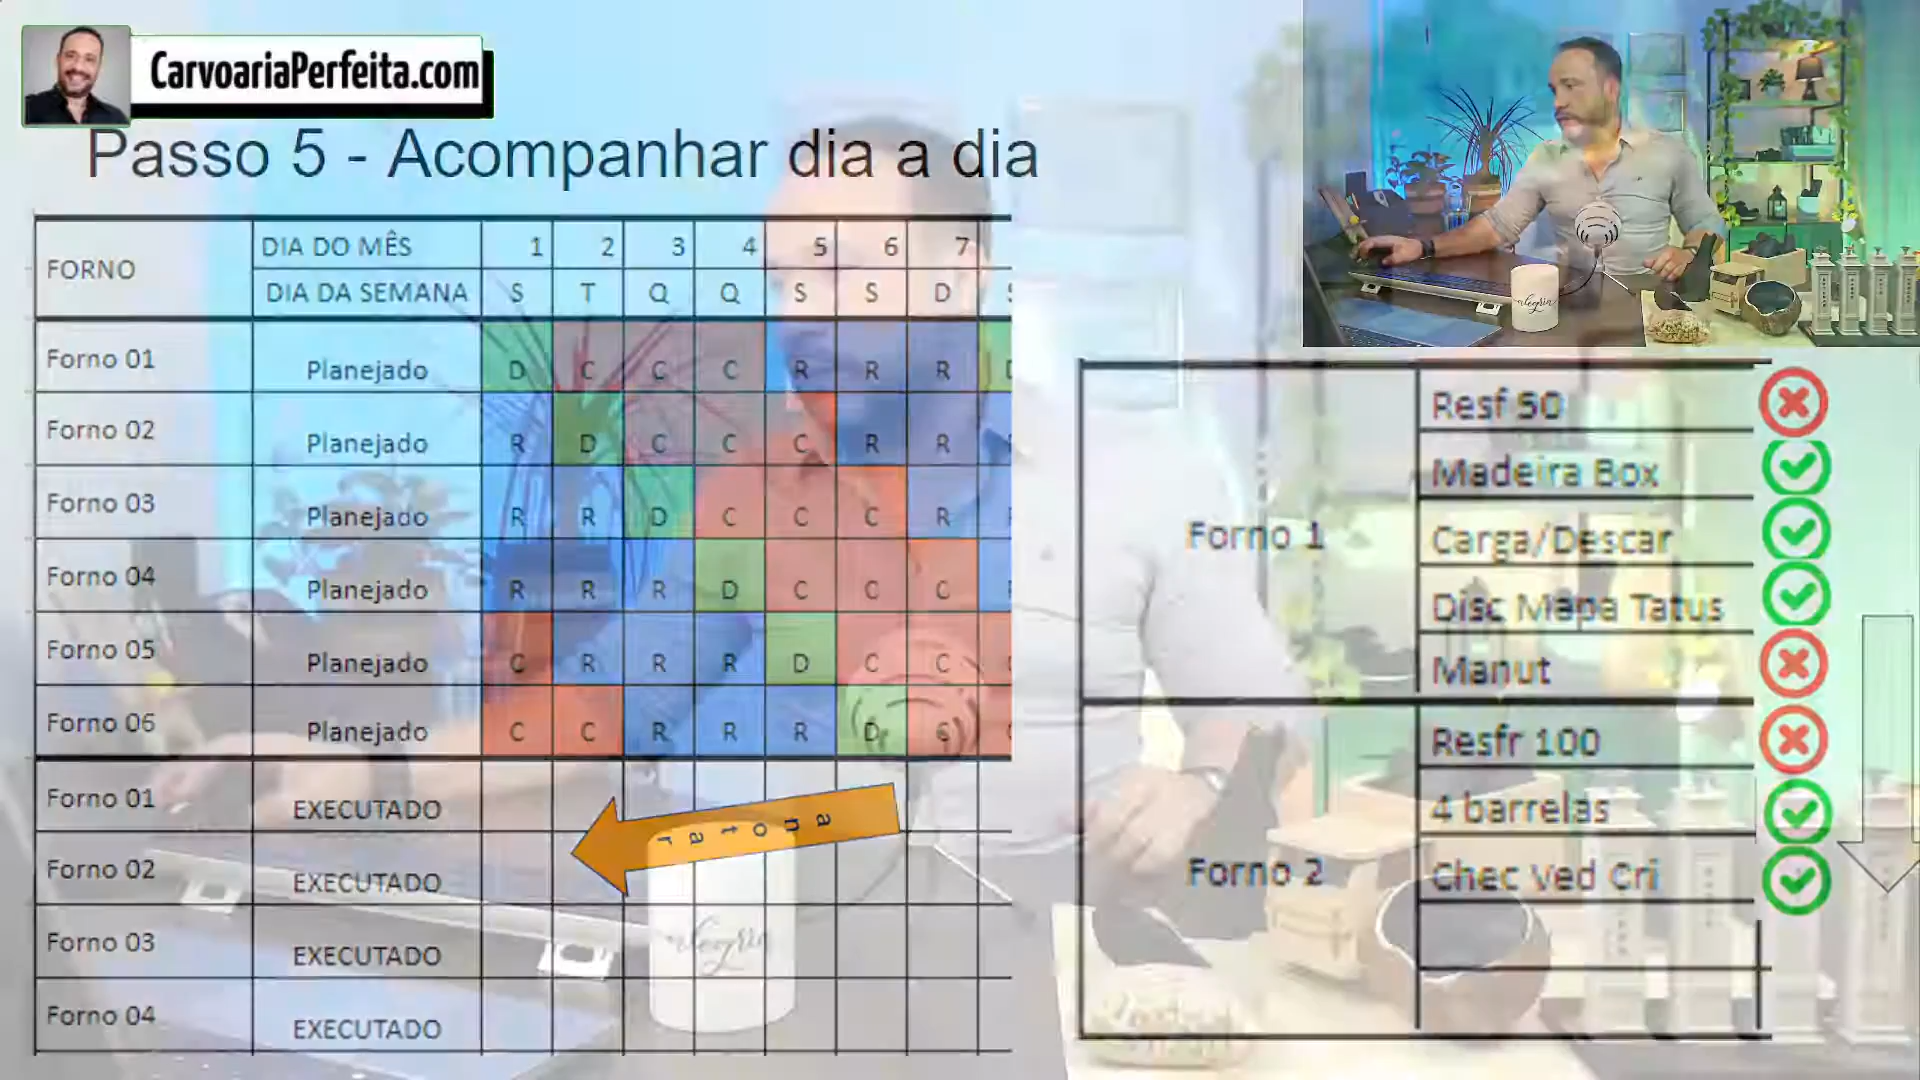 CarvoariaPerfeita.com
Passo 5 - Acompanhar dia a dia
FORNO DIA DO MÊS 1 2 3 4 5 6 7
DIA DA SEMANA S T Q Q S S D
Forno 01 Planejado D C C C R R R
Forno 02 Planejado R D C C C R R
Forno 03 Planejado R R D C C C R
Forno 04 Planejado R R R D C C C
Forno 05 Planejado C R R R D C C
Forno 06 Planejado C C R R R D C
Forno 01 EXECUTADO
Forno 02 EXECUTADO
Forno 03 EXECUTADO
Forno 04 EXECUTADO
anotar
Forno 1
Resf 50
Madeira Box
Carga/Descar
Disc Mapa Tatus
Manut
Forno 2
Resfr 100
4 barrelas
Chec Ved Cri
alegria
alegria